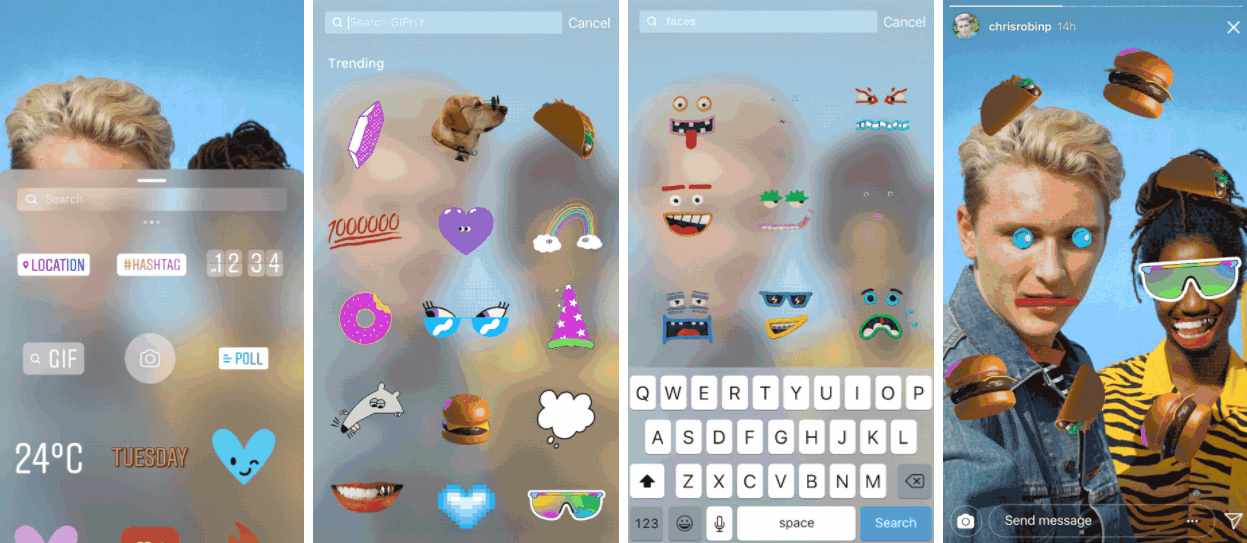 Search
LOCATION
#HASHTAG
12 34
GIF
POLL
24°C
TUESDAY
Search GIPHY
Cancel
Trending
1000000
faces
Cancel
Q W E R T Y U I O P
A S D F G H J K L
Z X C V B N M
123
space
Search
chrisrobinp 14h
Send message